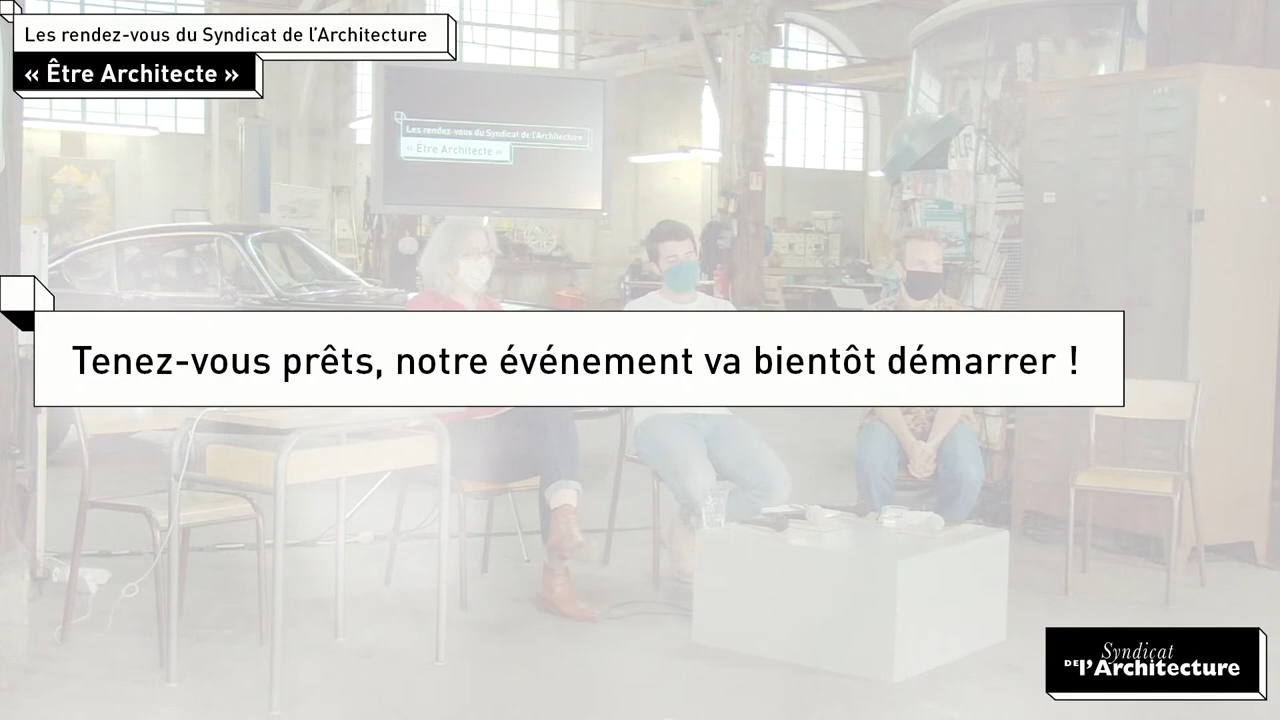 Les rendez-vous du Syndicat de l'Architecture
« Être Architecte »
Les rendez-vous du Syndicat de l'Architecture
« Être Architecte »
Tenez-vous prêts, notre événement va bientôt démarrer !
Syndicat
DE l'Architecture